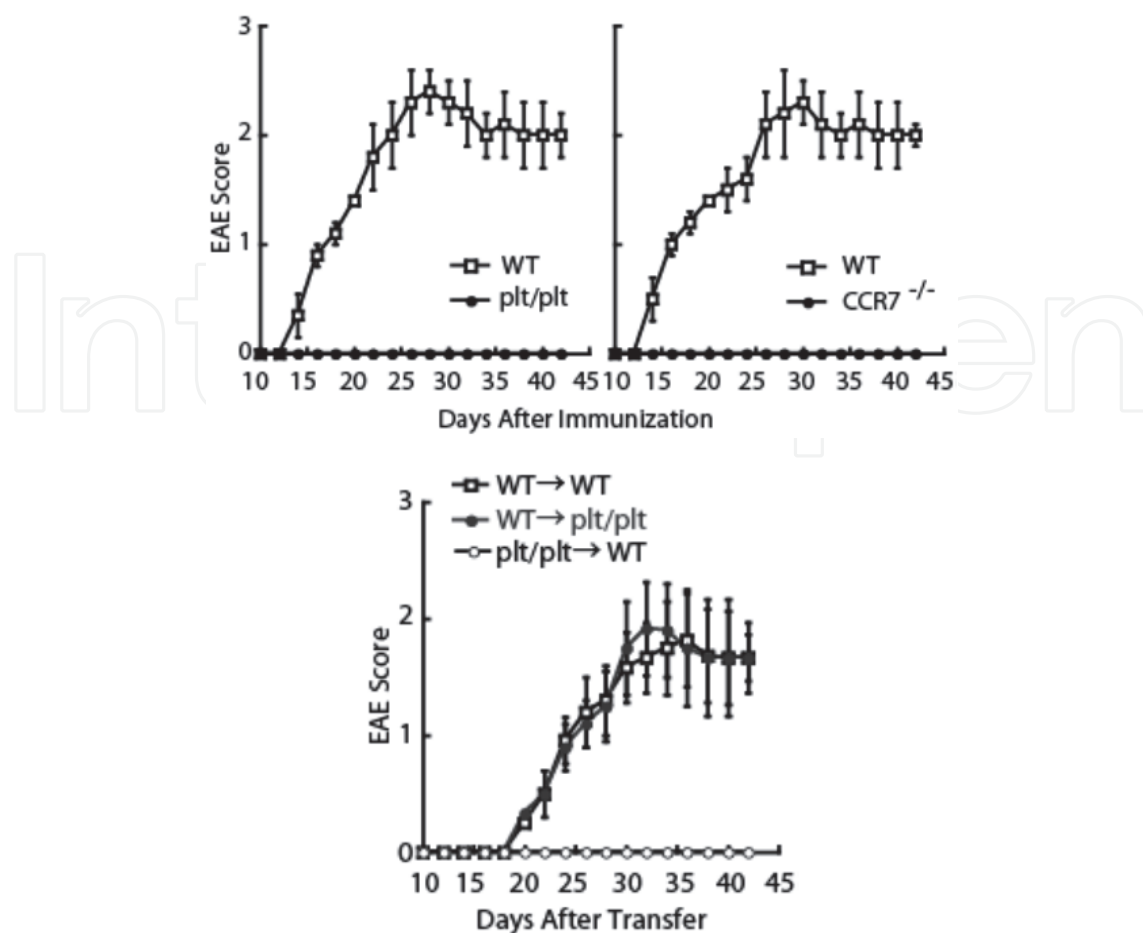 3
2
1
0
EAE Score
WT
plt/plt
10 15 20 25 30 35 40 45
WT
CCR7 -/-
10 15 20 25 30 35 40 45
Days After Immunization
3
2
1
0
EAE Score
WT→WT
WT→plt/plt
plt/plt→WT
10 15 20 25 30 35 40 45
Days After Transfer